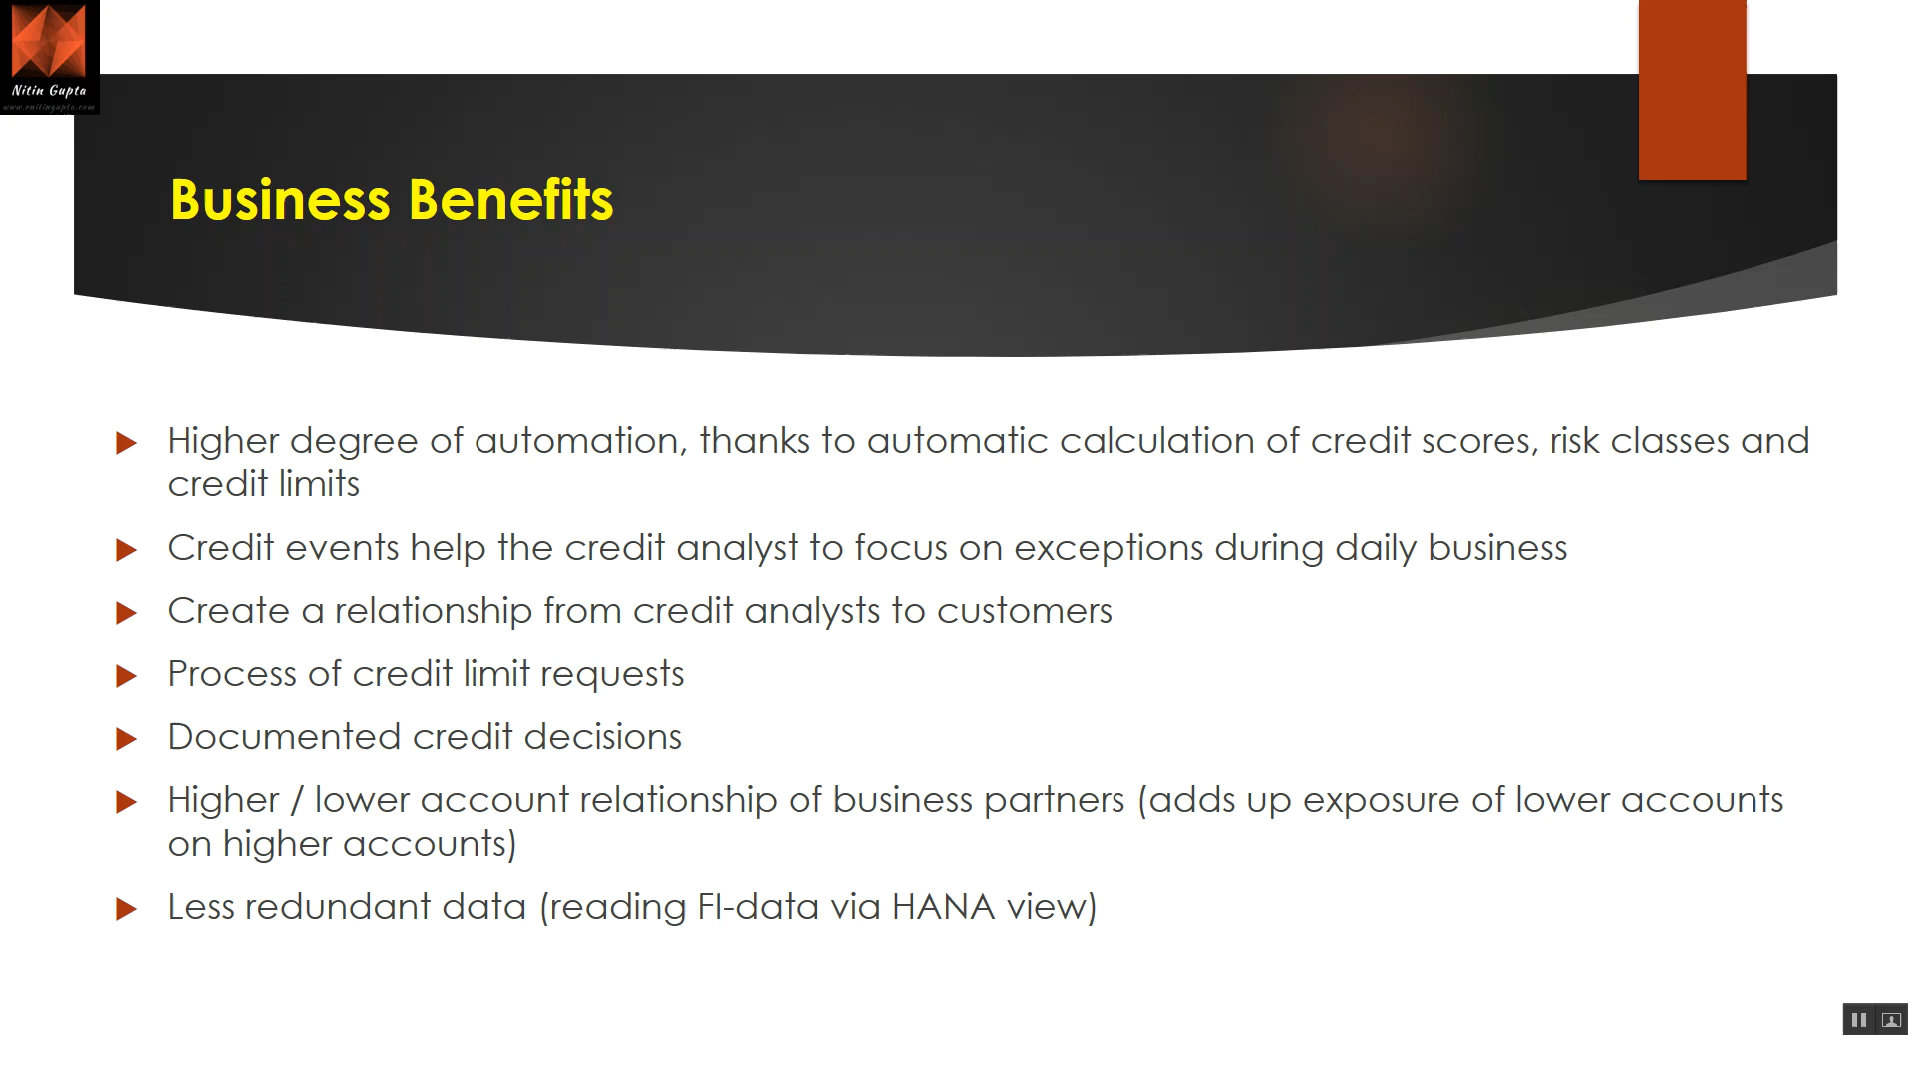 Nitin Gupta
www.rnitingupta.com
Business Benefits
Higher degree of automation, thanks to automatic calculation of credit scores, risk classes and
credit limits
Credit events help the credit analyst to focus on exceptions during daily business
Create a relationship from credit analysts to customers
Process of credit limit requests
Documented credit decisions
Higher / lower account relationship of business partners (adds up exposure of lower accounts
on higher accounts)
Less redundant data (reading FI-data via HANA view)